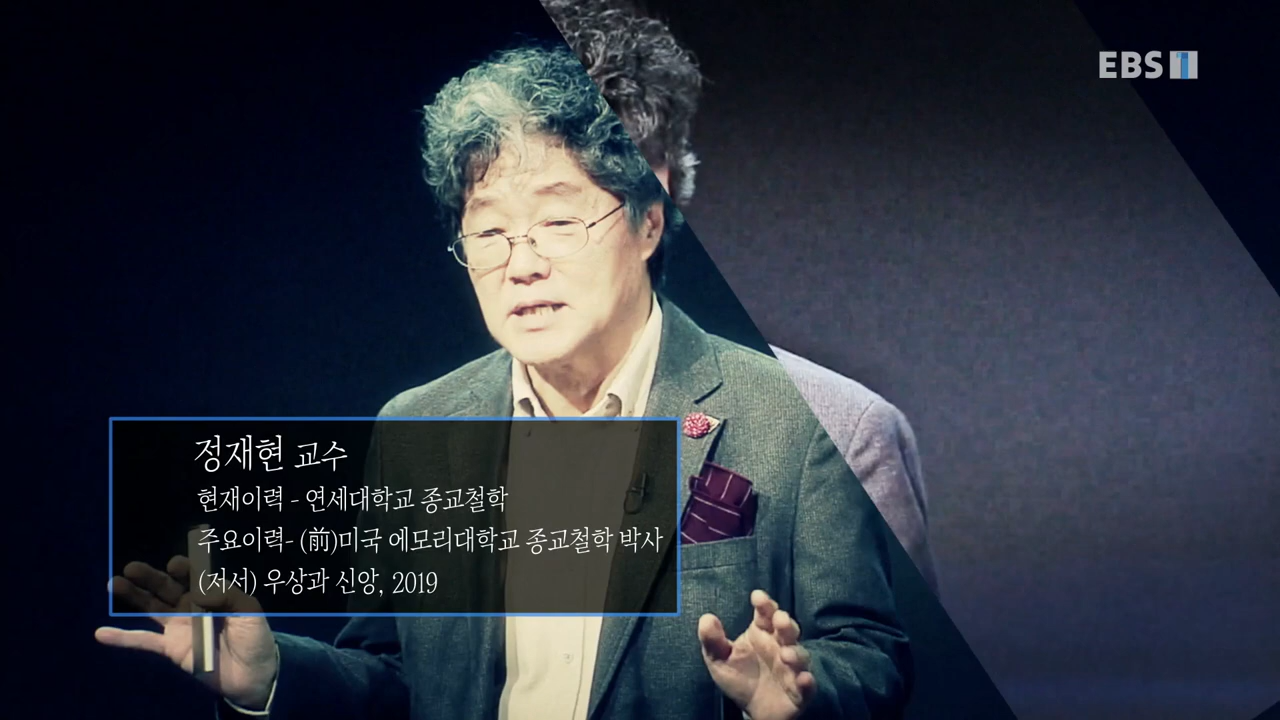 EBS 1
정재현 교수
현재이력 - 연세대학교 종교철학
주요이력- (前)미국 에모리대학교 종교철학 박사
(저서) 우상과 신앙, 2019